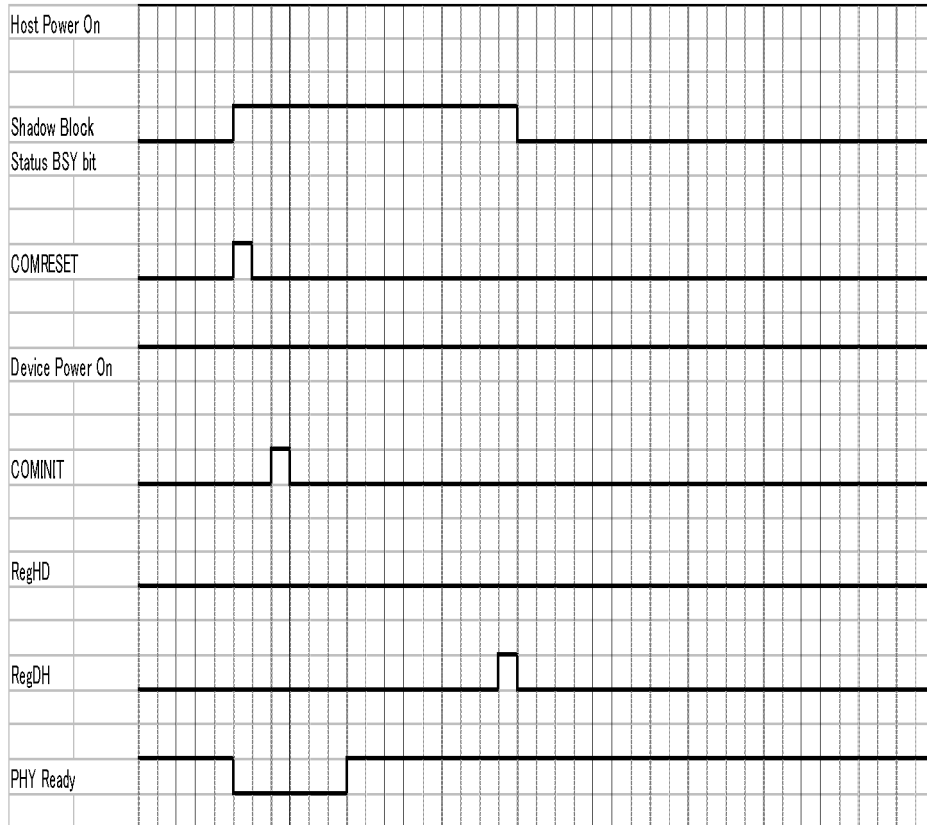 Host Power On
Shadow Block
Status BSY bit
COMRESET
Device Power On
COMINIT
RegHD
RegDH
PHY Ready